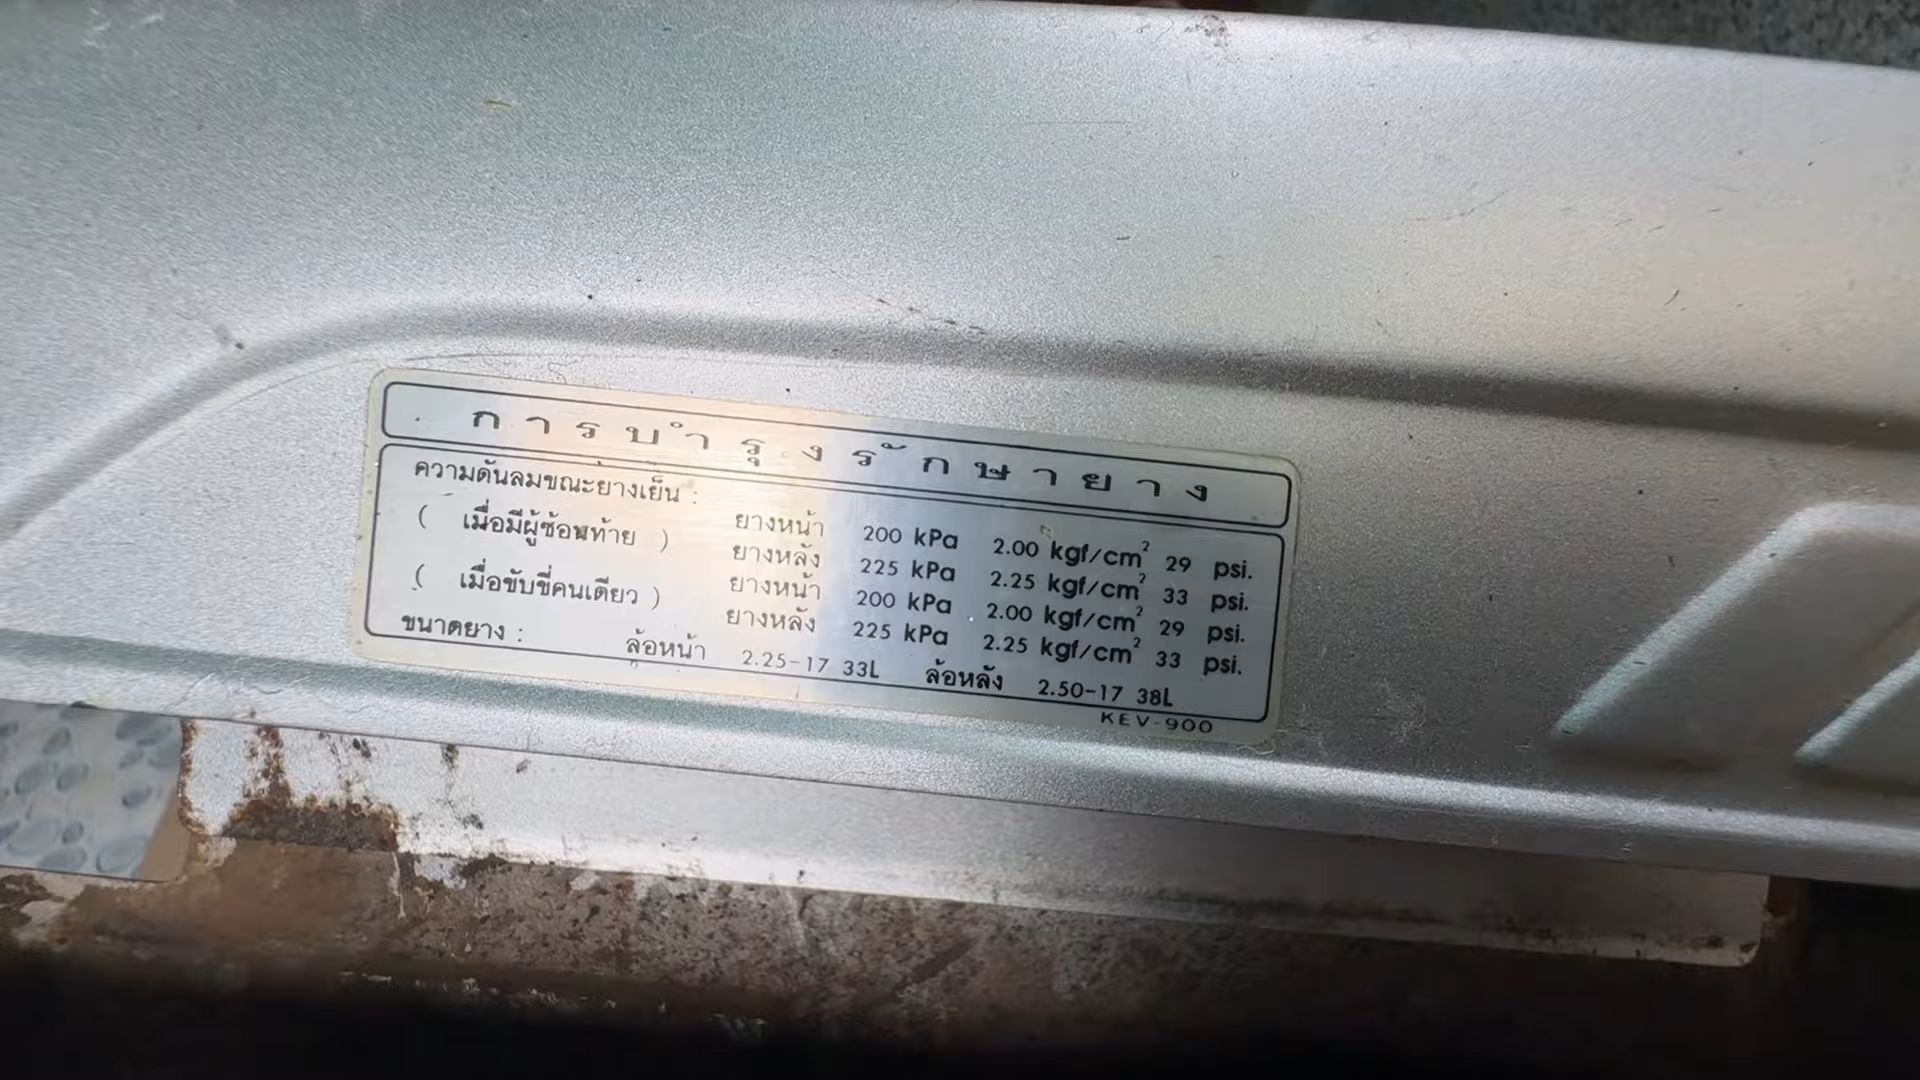 การบำรุงรักษายาง
ความดันลมขณะยางเย็น :
( เมื่อมีผู้ซ้อนท้าย ) ยางหน้า 200 kPa 2.00 kgf/cm² 29 psi.
ยางหลัง 225 kPa 2.25 kgf/cm² 33 psi.
( เมื่อขับขี่คนเดียว ) ยางหน้า 200 kPa 2.00 kgf/cm² 29 psi.
ยางหลัง 225 kPa 2.25 kgf/cm² 33 psi.
ขนาดยาง : ล้อหน้า 2.25-17 33L ล้อหลัง 2.50-17 38L
KEV-900